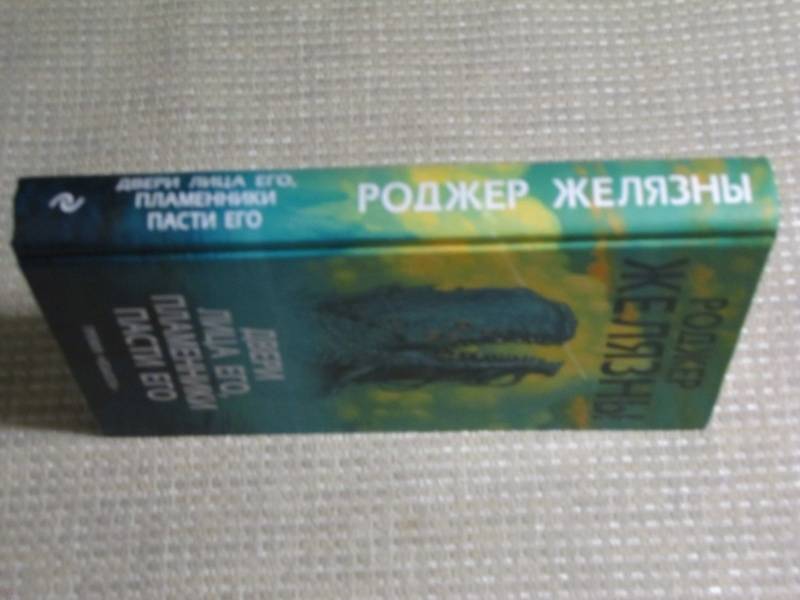 РОДЖЕР ЖЕЛЯЗНЫ
ДВЕРИ ЛИЦА ЕГО,
ПЛАМЕННИКИ
ПАСТИ ЕГО
РОДЖЕР
ЖЕЛЯЗНЫ
ДВЕРИ
ЛИЦА ЕГО,
ПЛАМЕННИКИ
ПАСТИ ЕГО